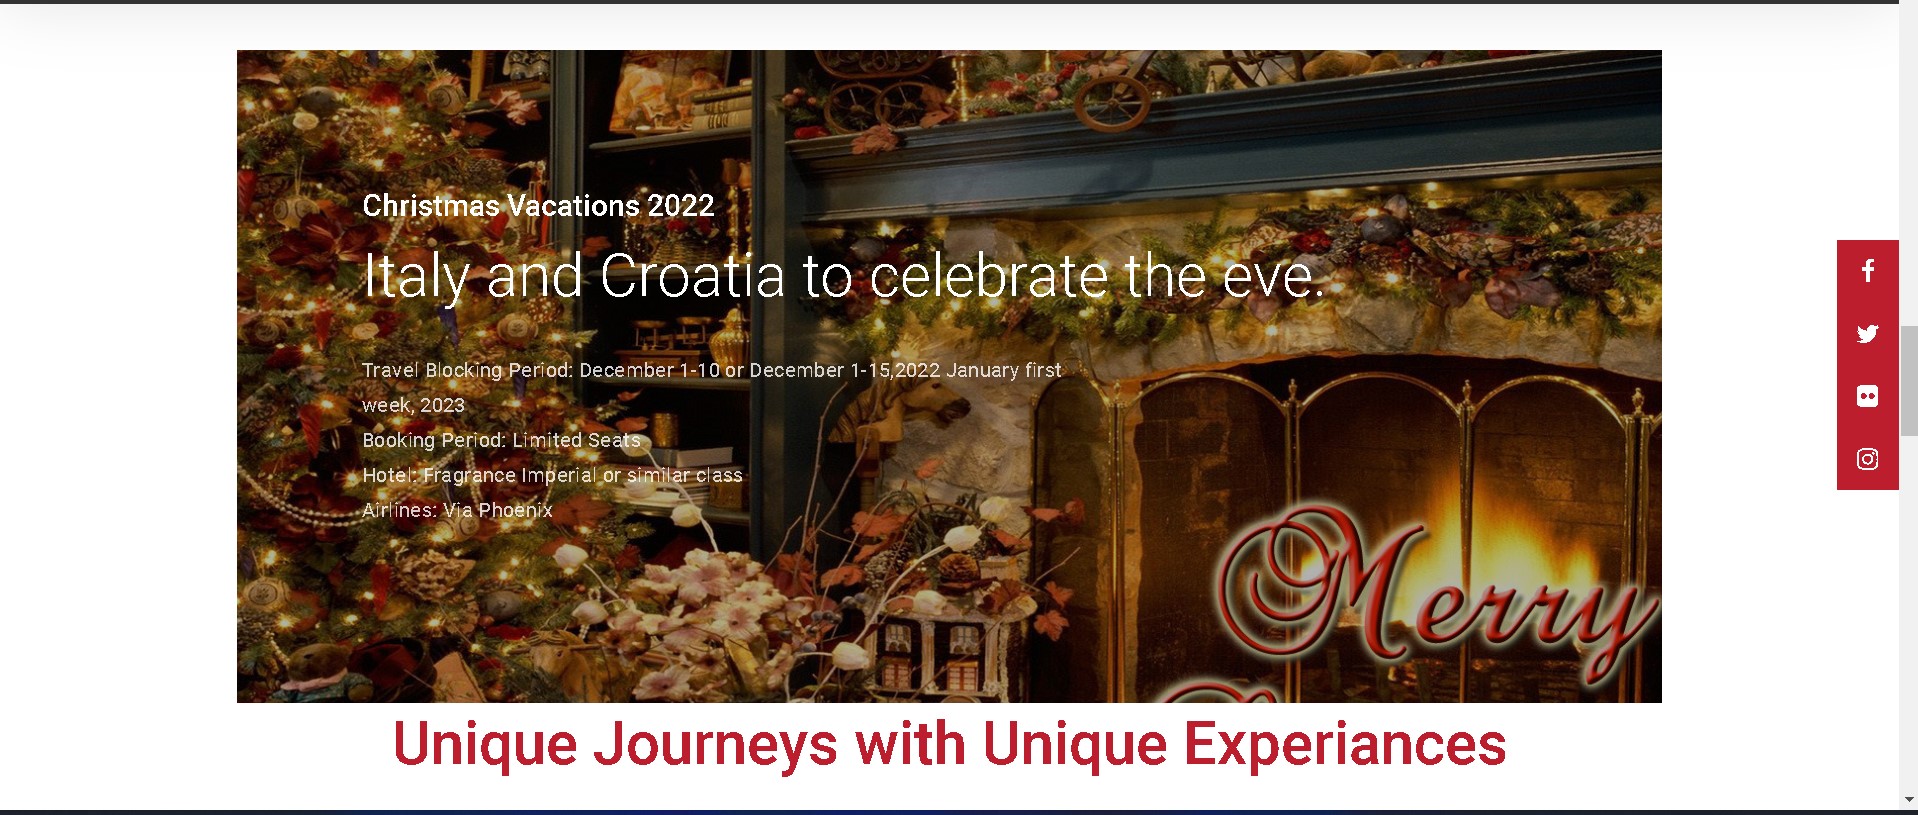 Christmas Vacations 2022
Italy and Croatia to celebrate the eve.
Travel Blocking Period: December 1-10 or December 1-15,2022 January first
week, 2023
Booking Period: Limited Seats
Hotel: Fragrance Imperial or similar class
Airlines: Via Phoenix
Merry
Unique Journeys with Unique Experiances